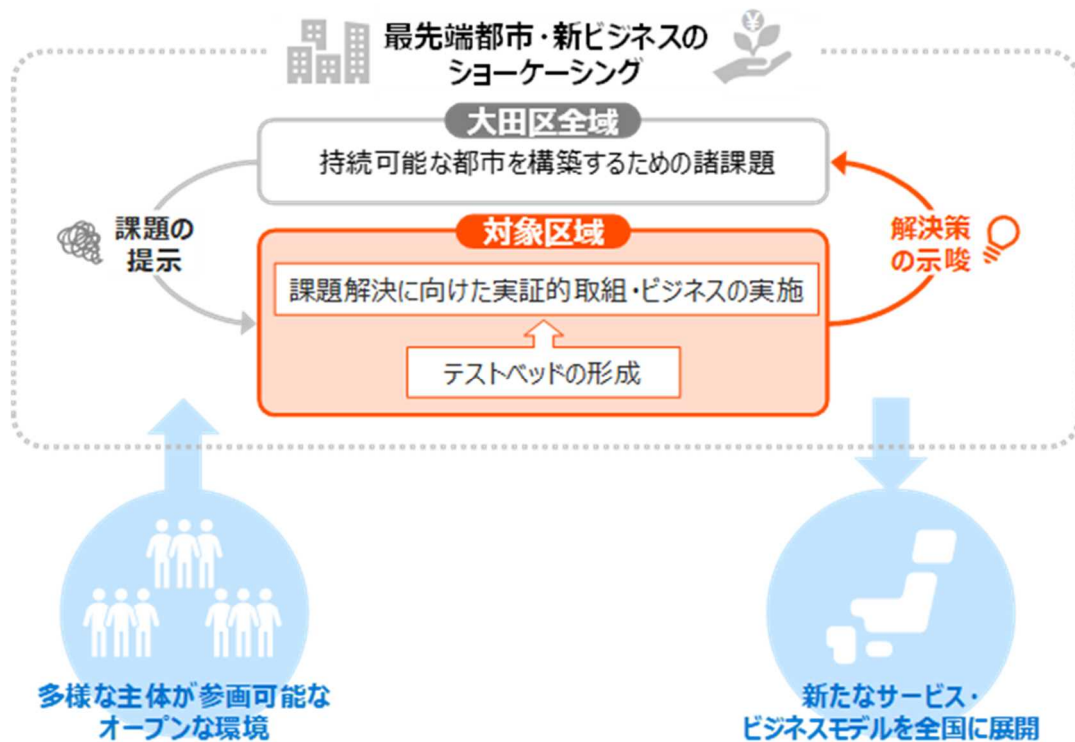 最先端都市・新ビジネスの
ショーケーシング
大田区全域
持続可能な都市を構築するための諸課題
課題の
提示
解決策
の示唆
対象区域
課題解決に向けた実証的取組・ビジネスの実施
テストベッドの形成
多様な主体が参画可能な
オープンな環境
新たなサービス・
ビジネスモデルを全国に展開
¥